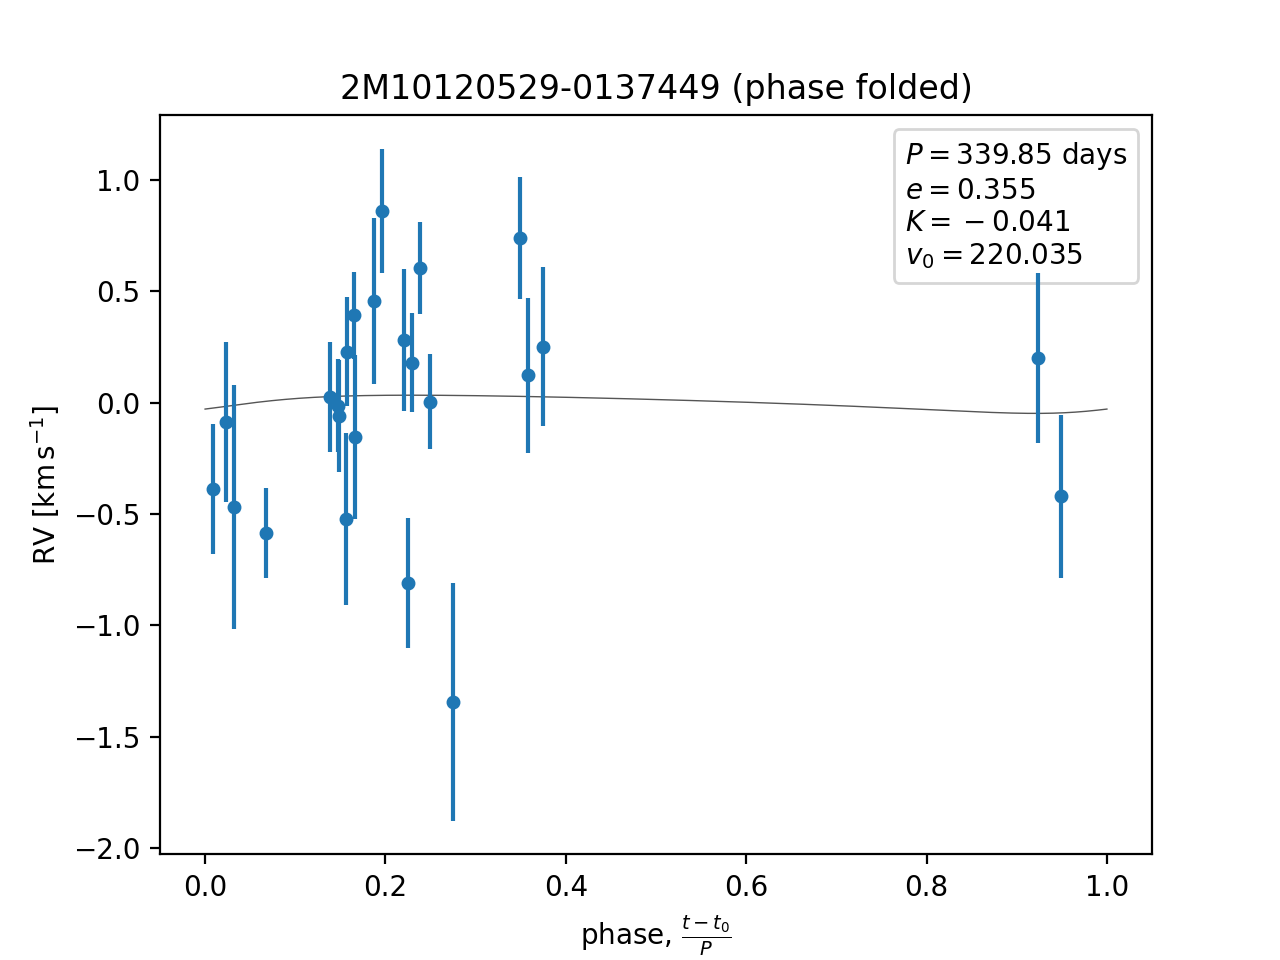 2M10120529-0137449 (phase folded)
P = 339.85 days
e = 0.355
K = −0.041
v₀ = 220.035
1.0
0.5
0.0
−0.5
−1.0
−1.5
−2.0
RV [km s⁻¹]
0.0 0.2 0.4 0.6 0.8 1.0
phase, (t − t₀)/P